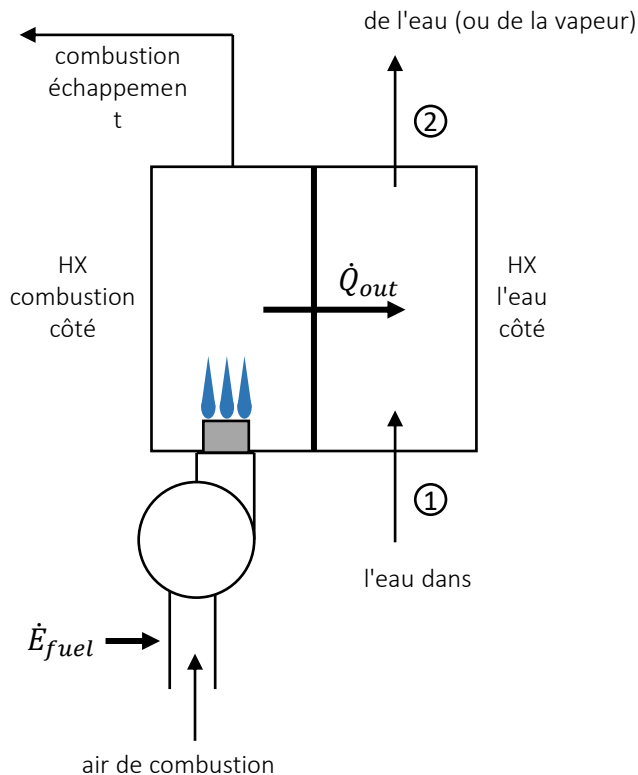 de l'eau (ou de la vapeur)
combustion
échappemen
t
②
HX
combustion
côté
Q̇out
HX
l'eau
côté
①
l'eau dans
Ėfuel
air de combustion